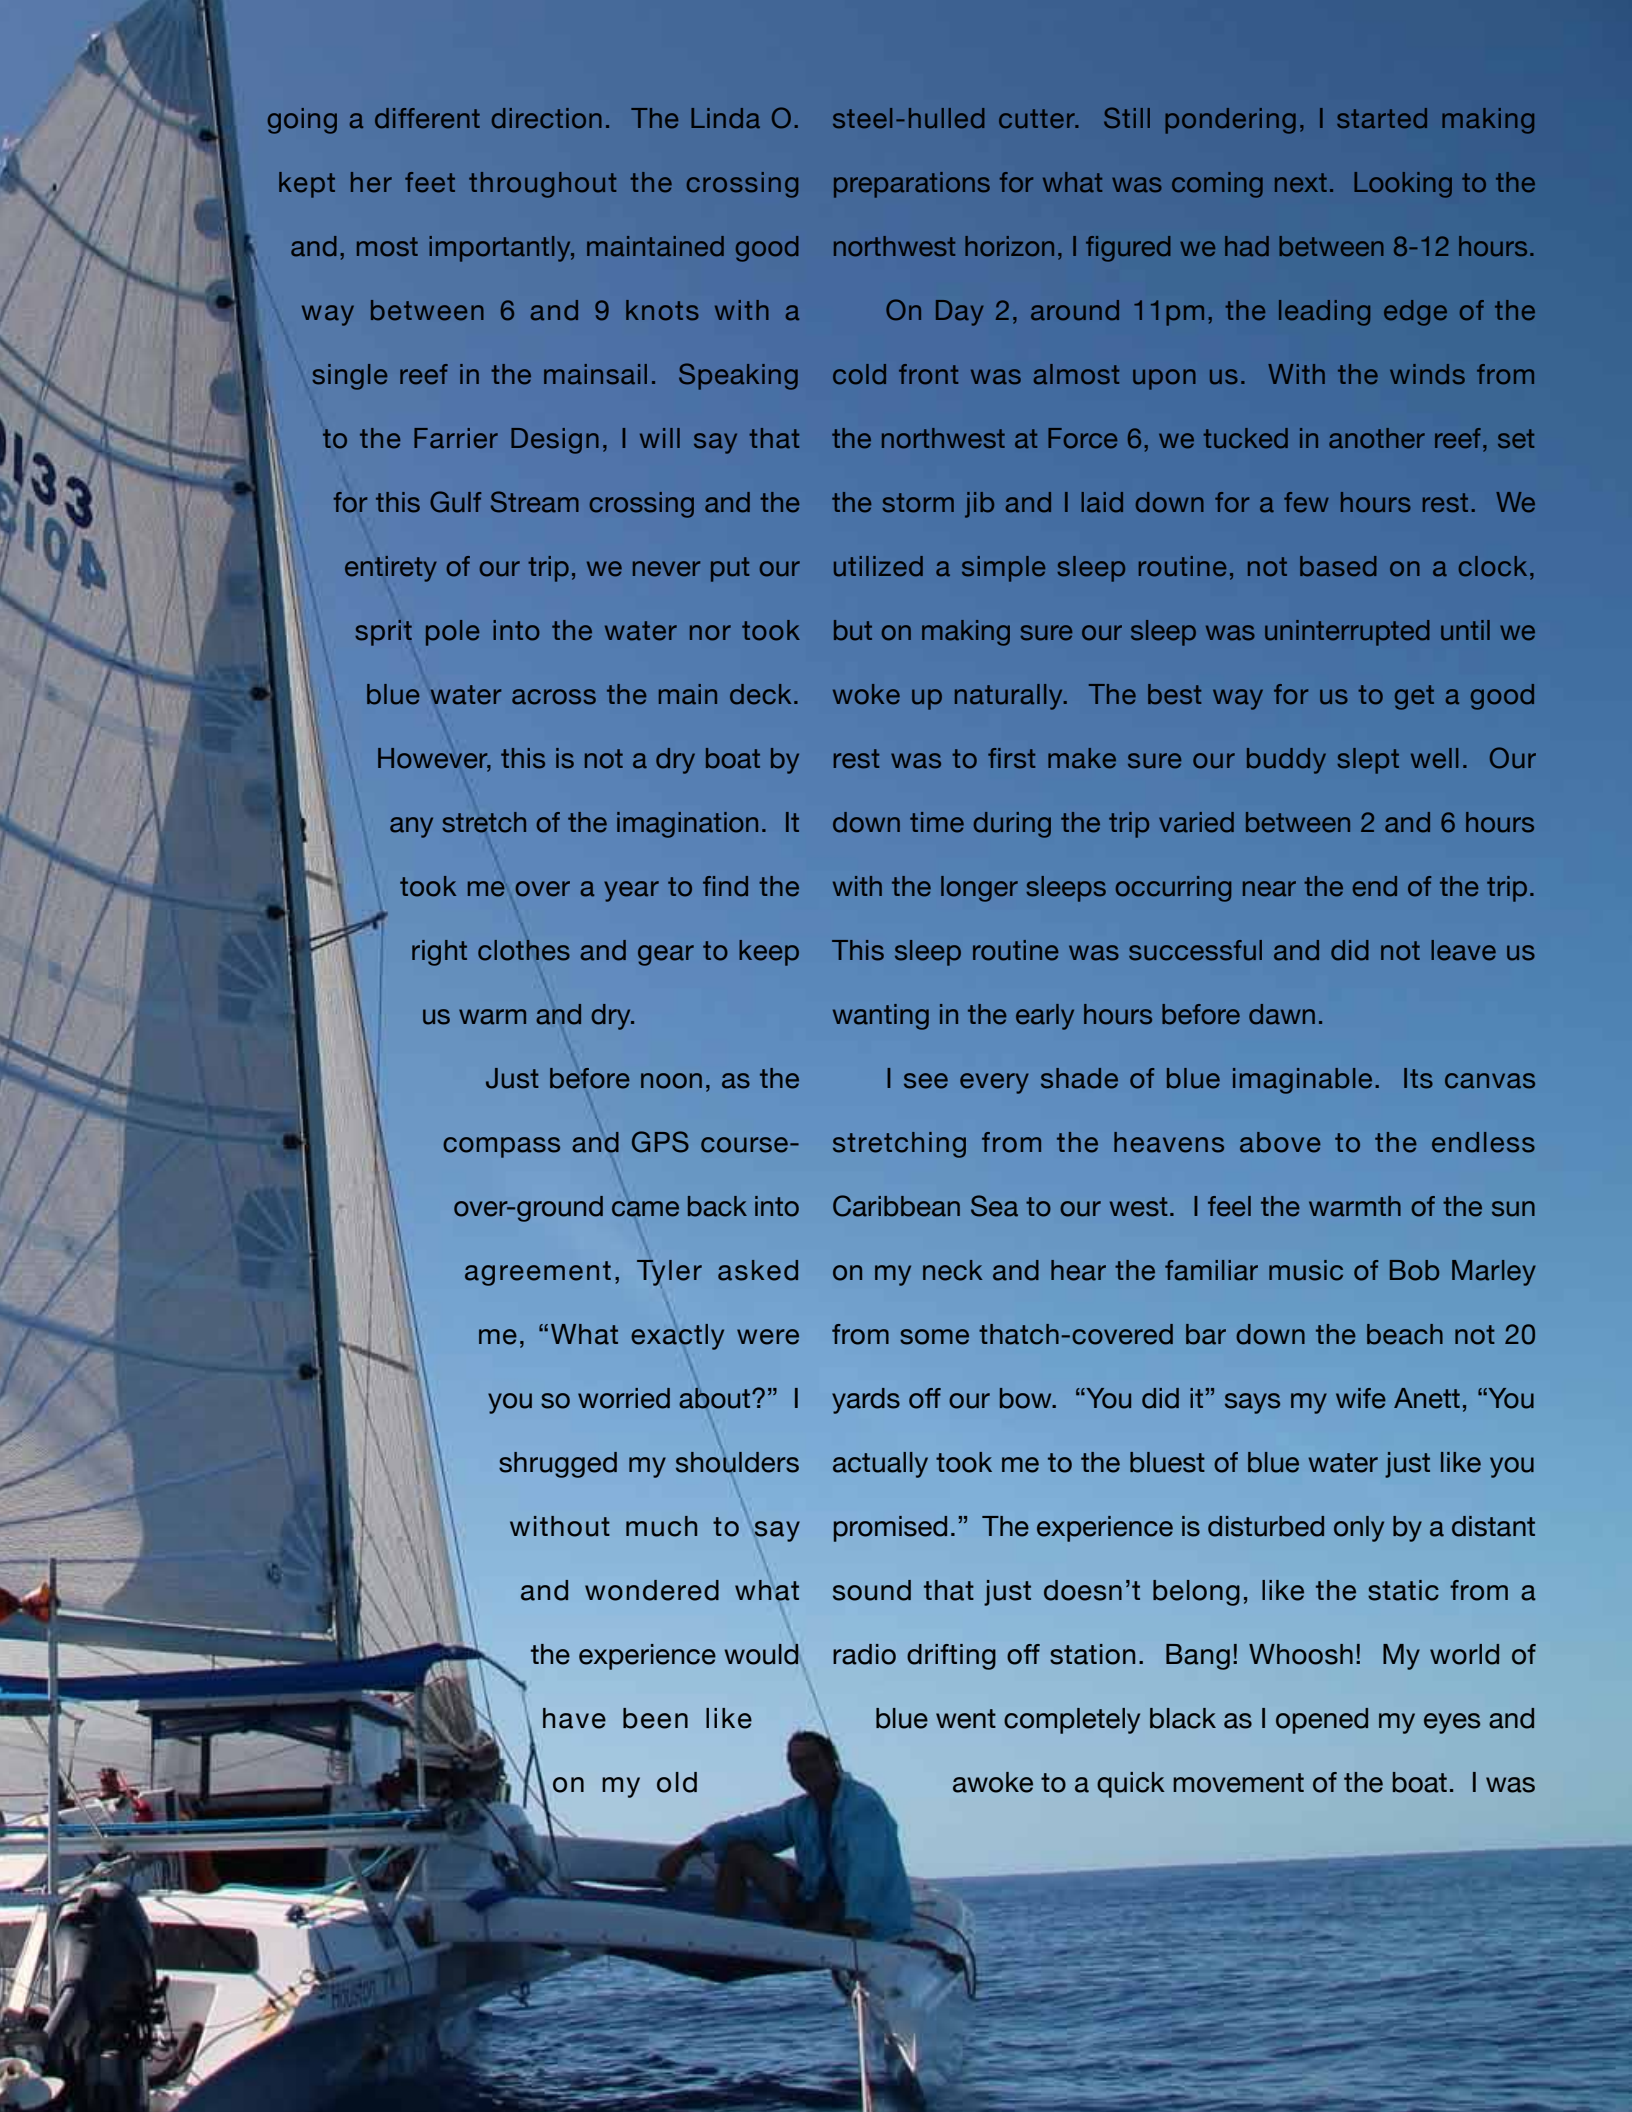 going a different direction.  The Linda O.
kept her feet throughout the crossing
and, most importantly, maintained good
way between 6 and 9 knots with a
single reef in the mainsail.  Speaking
to the Farrier Design, I will say that
for this Gulf Stream crossing and the
entirety of our trip, we never put our
sprit pole into the water nor took
blue water across the main deck.
However, this is not a dry boat by
any stretch of the imagination.  It
took me over a year to find the
right clothes and gear to keep
us warm and dry.
Just before noon, as the
compass and GPS course-
over-ground came back into
agreement, Tyler asked
me, “What exactly were
you so worried about?” I
shrugged my shoulders
without much to say
and wondered what
the experience would
have been like
on my old
steel-hulled cutter.  Still pondering, I started making
preparations for what was coming next.  Looking to the
northwest horizon, I figured we had between 8-12 hours.
On Day 2, around 11pm, the leading edge of the
cold front was almost upon us.  With the winds from
the northwest at Force 6, we tucked in another reef, set
the storm jib and I laid down for a few hours rest.  We
utilized a simple sleep routine, not based on a clock,
but on making sure our sleep was uninterrupted until we
woke up naturally.  The best way for us to get a good
rest was to first make sure our buddy slept well.  Our
down time during the trip varied between 2 and 6 hours
with the longer sleeps occurring near the end of the trip.
This sleep routine was successful and did not leave us
wanting in the early hours before dawn.
I see every shade of blue imaginable.  Its canvas
stretching from the heavens above to the endless
Caribbean Sea to our west.  I feel the warmth of the sun
on my neck and hear the familiar music of Bob Marley
from some thatch-covered bar down the beach not 20
yards off our bow.  “You did it” says my wife Anett, “You
actually took me to the bluest of blue water just like you
promised.”  The experience is disturbed only by a distant
sound that just doesn’t belong, like the static from a
radio drifting off station.  Bang! Whoosh!  My world of
blue went completely black as I opened my eyes and
awoke to a quick movement of the boat.  I was
Houston TX